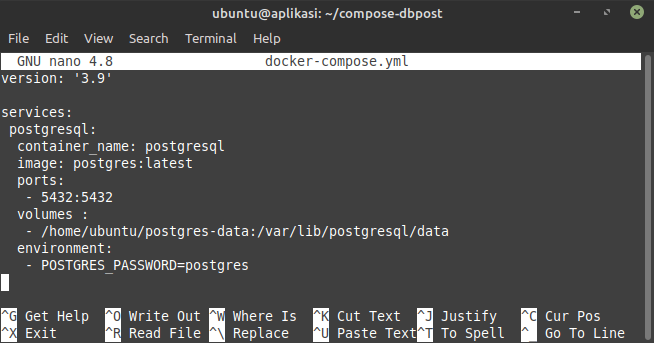 ubuntu@aplikasi: ~/compose-dbpost
File Edit View Search Terminal Help
GNU nano 4.8 docker-compose.yml
version: '3.9'
services:
 postgresql:
  container_name: postgresql
  image: postgres:latest
  ports:
   - 5432:5432
  volumes :
   - /home/ubuntu/postgres-data:/var/lib/postgresql/data
  environment:
   - POSTGRES_PASSWORD=postgres
^G Get Help ^O Write Out ^W Where Is ^K Cut Text ^J Justify ^C Cur Pos
^X Exit ^R Read File ^\ Replace ^U Paste Text ^T To Spell ^_ Go To Line